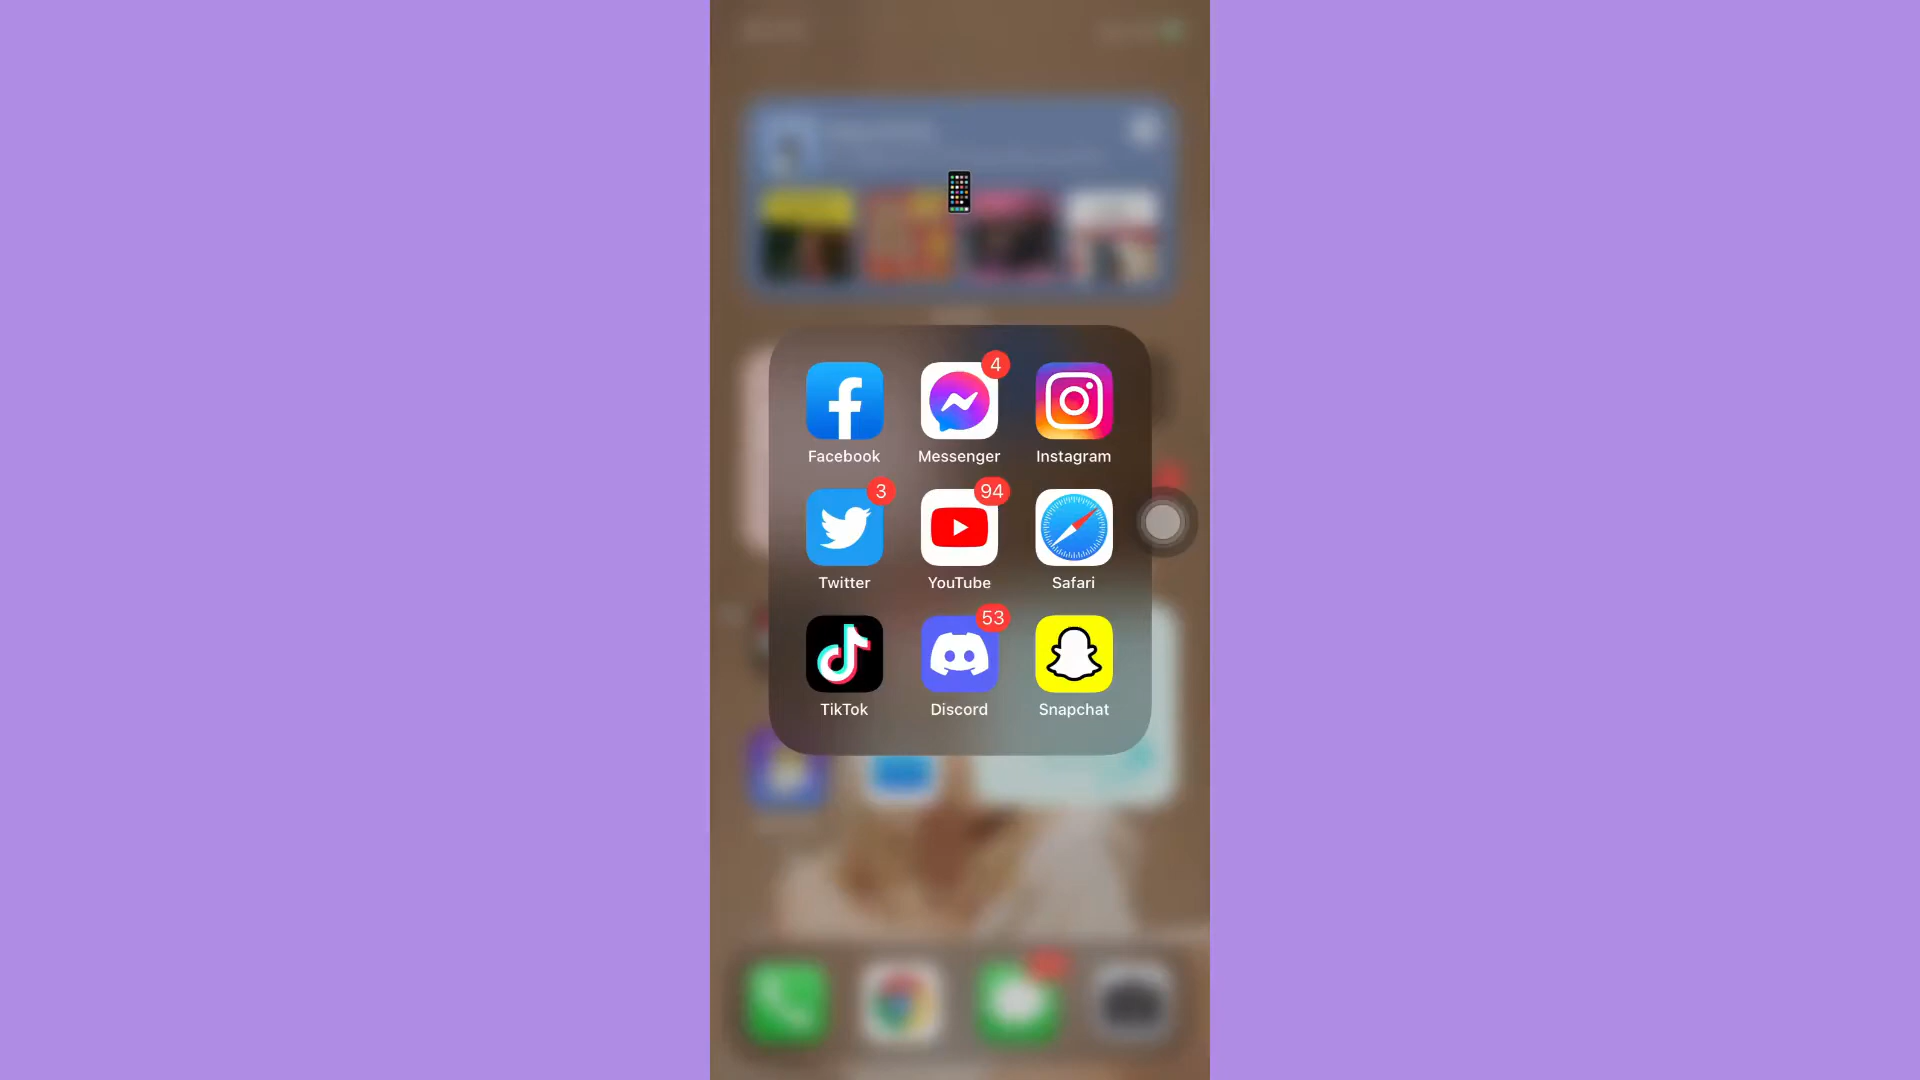 4
Facebook Messenger Instagram
3 94
Twitter YouTube Safari
53
TikTok Discord Snapchat